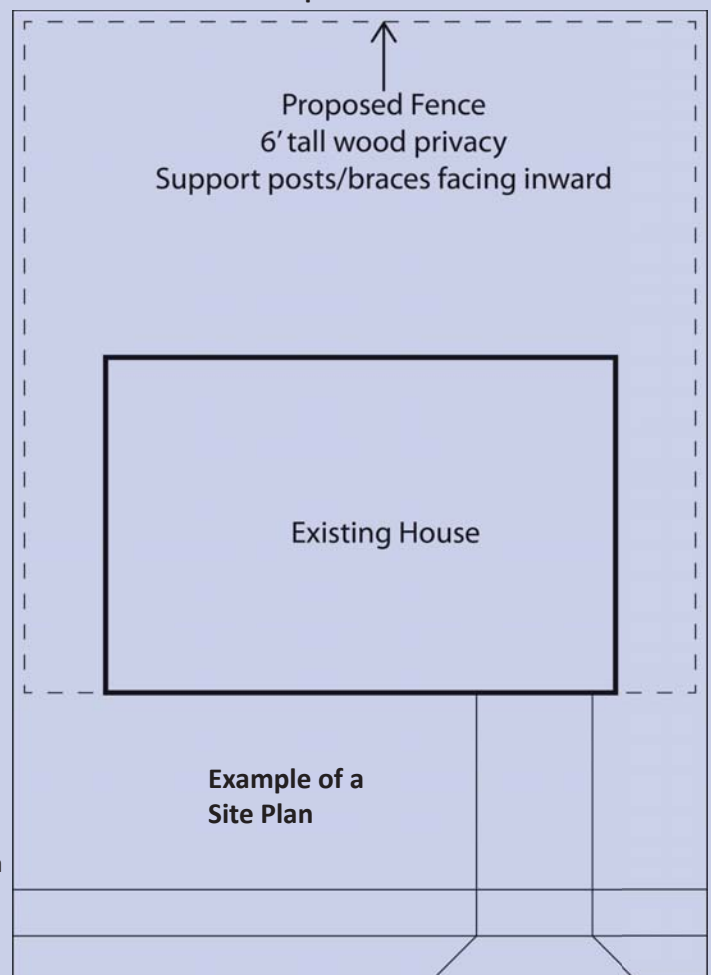 Proposed Fence
6’ tall wood privacy
Support posts/braces facing inward
Existing House
Example of a
Site Plan